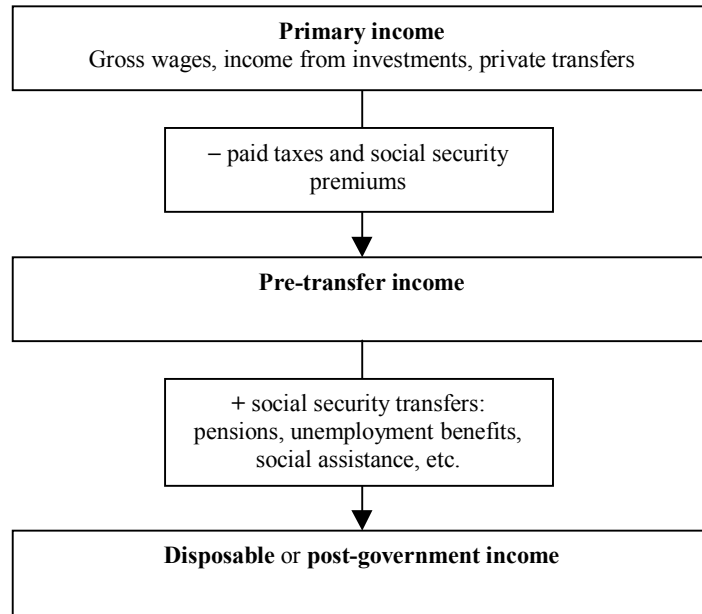 Primary income
Gross wages, income from investments, private transfers
− paid taxes and social security
premiums
Pre-transfer income
+ social security transfers:
pensions, unemployment benefits,
social assistance, etc.
Disposable or post-government income